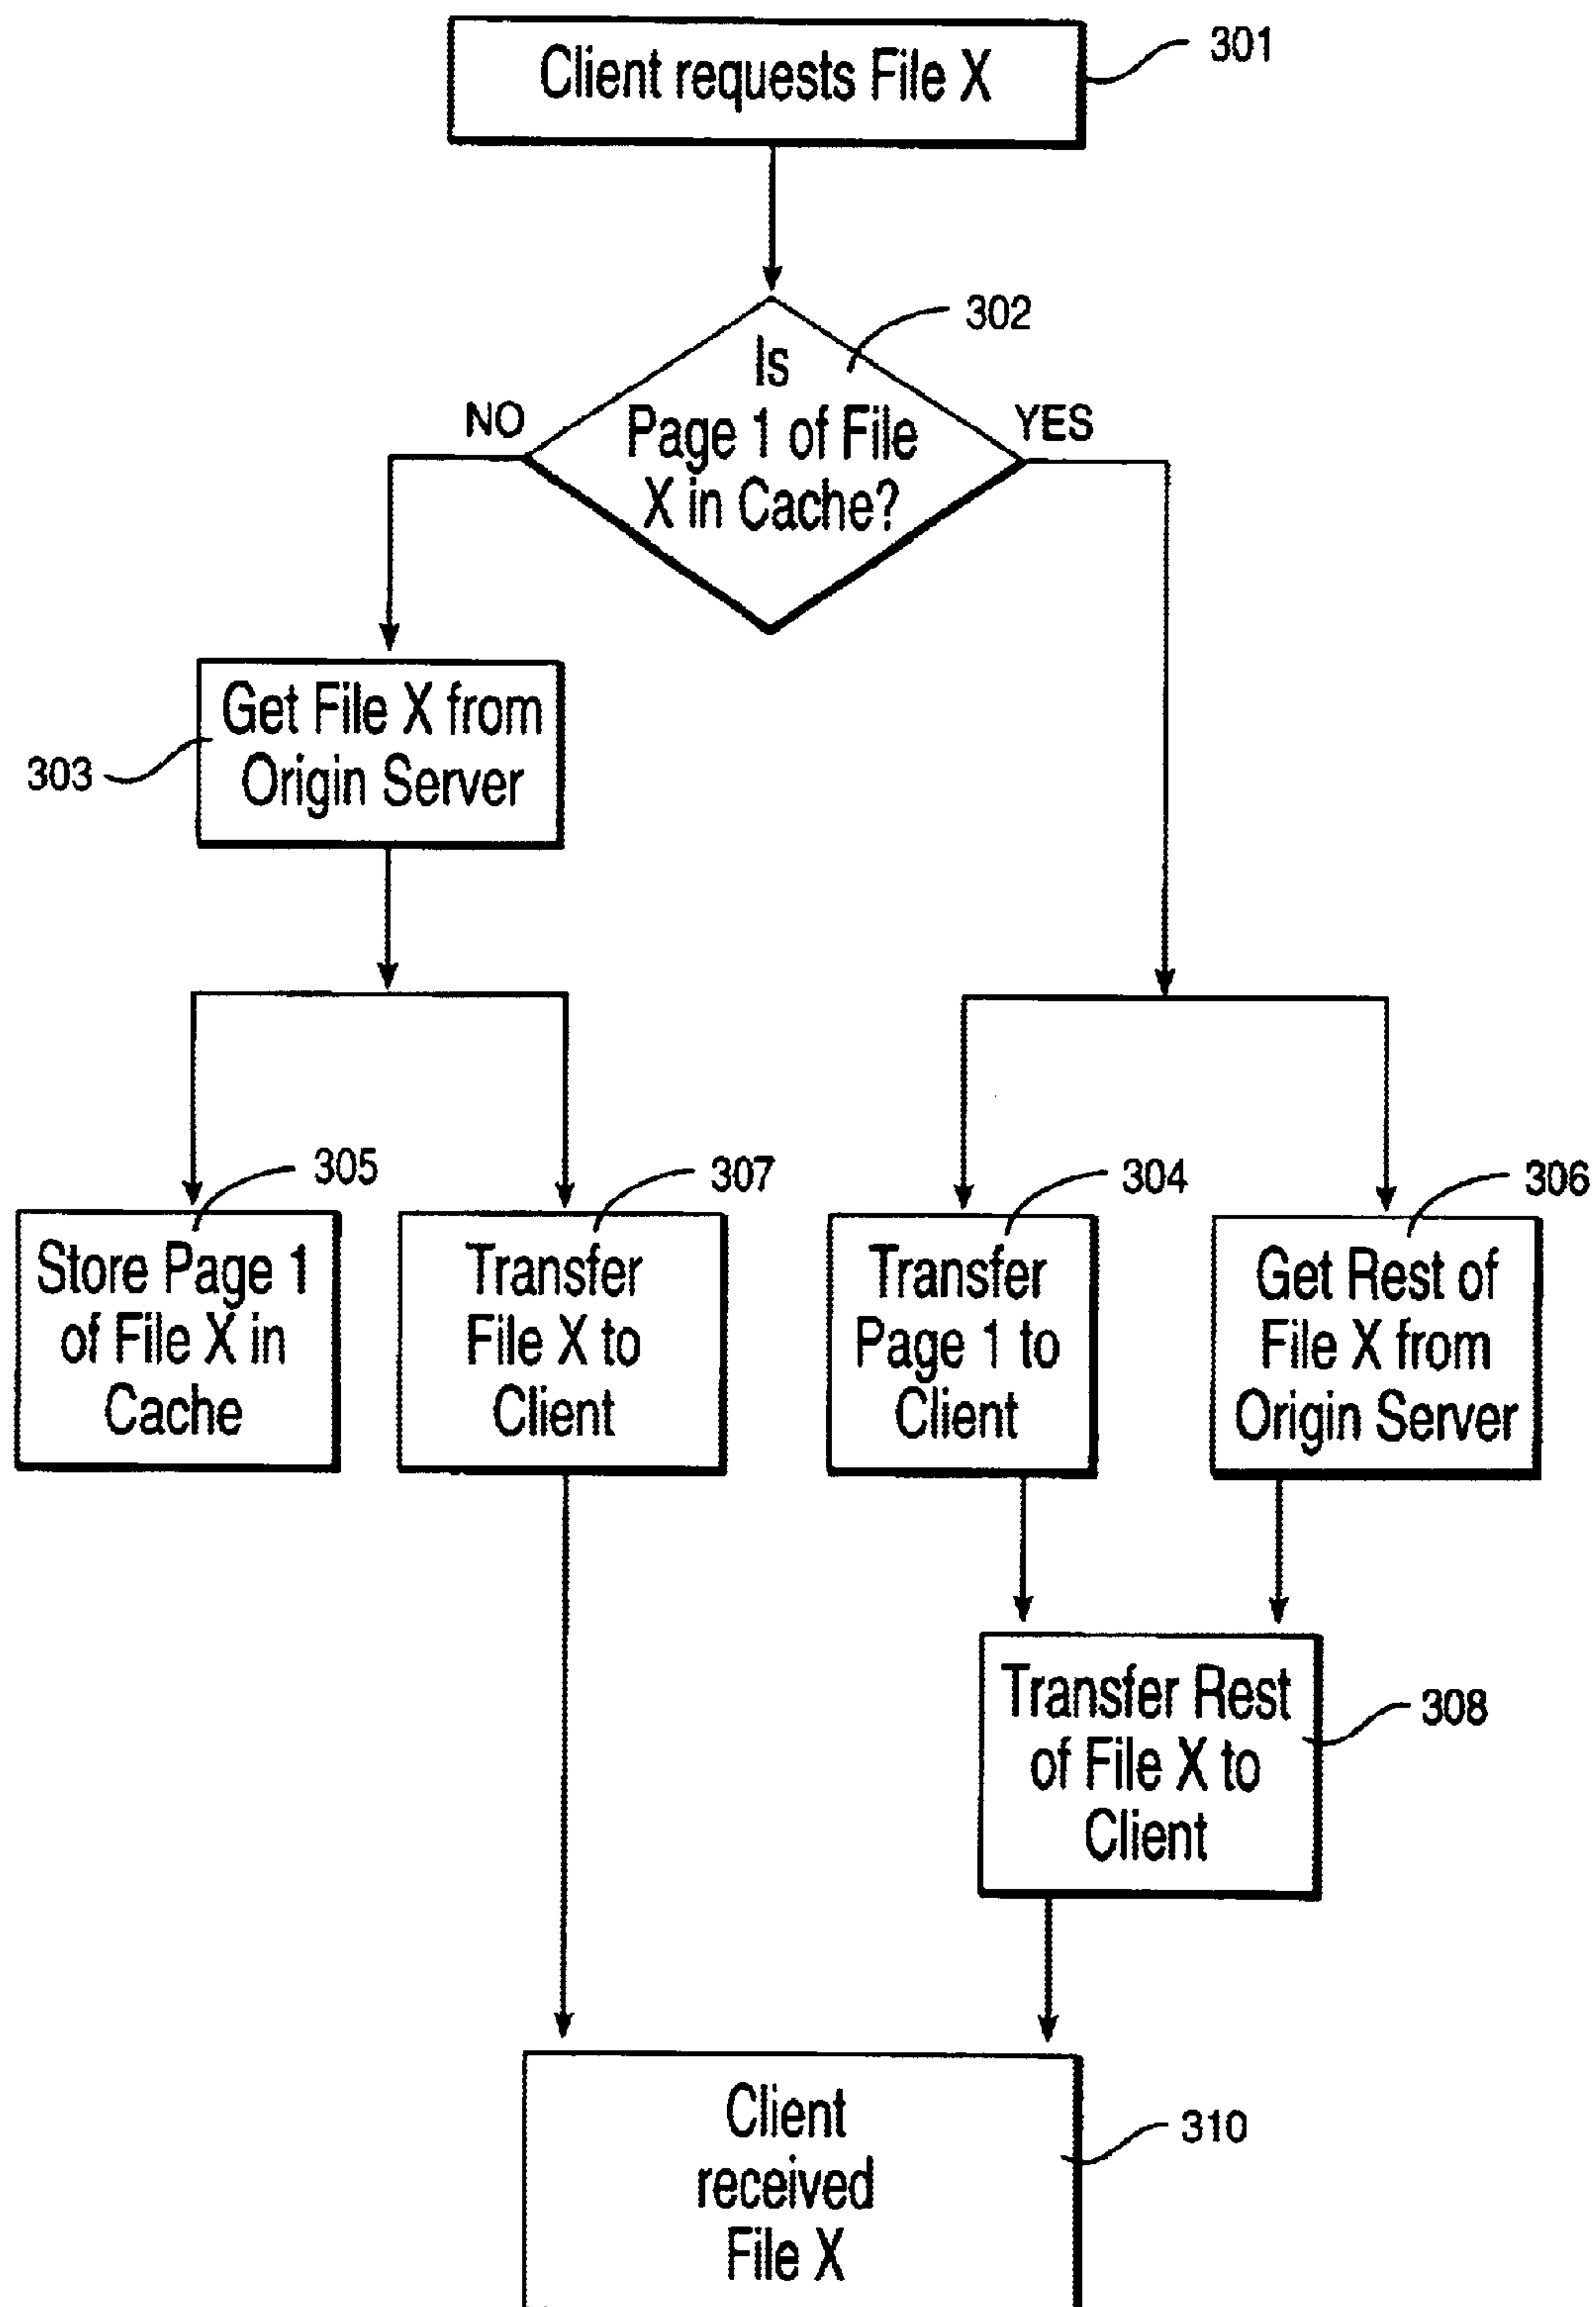 Client requests File X
301
302
Is
Page 1 of File
X in Cache?
NO
YES
Get File X from
Origin Server
303
305
Store Page 1
of File X in
Cache
307
Transfer
File X to
Client
304
Transfer
Page 1 to
Client
306
Get Rest of
File X from
Origin Server
Transfer Rest
of File X to
Client
308
Client
received
File X
310